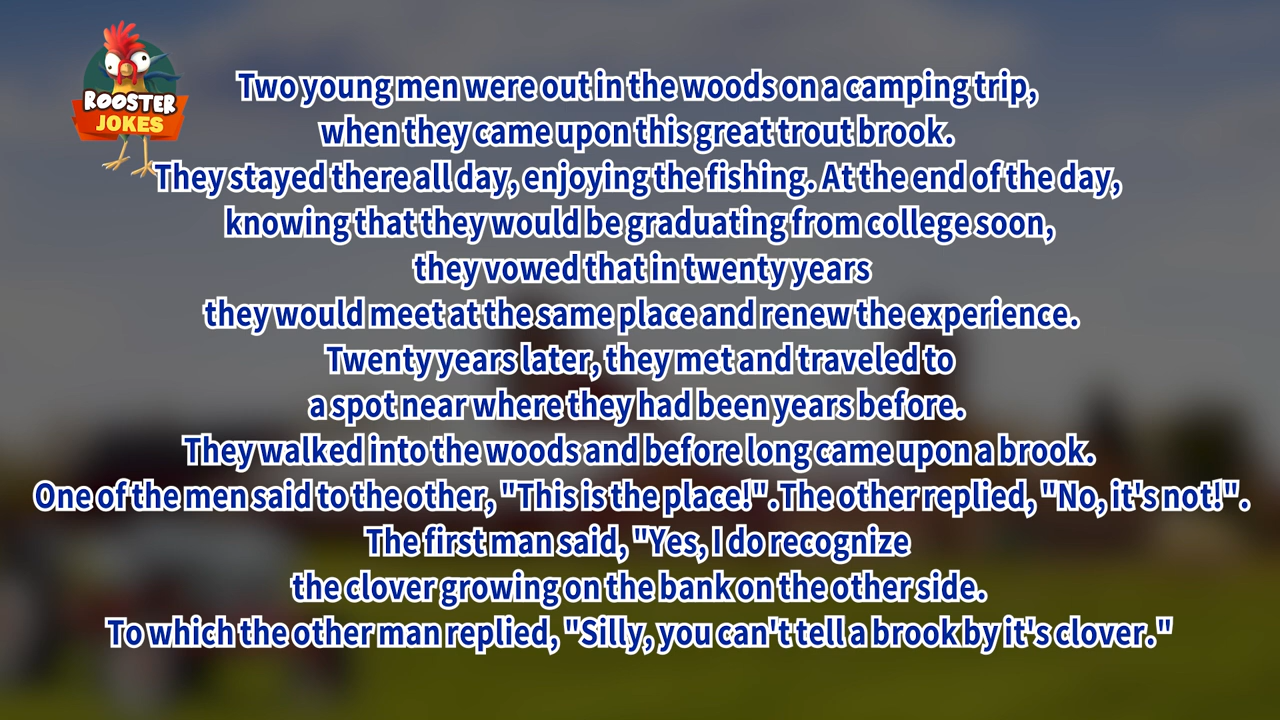 ROOSTER
JOKES
Two young men were out in the woods on a camping trip,
when they came upon this great trout brook.
They stayed there all day, enjoying the fishing. At the end of the day,
knowing that they would be graduating from college soon,
they vowed that in twenty years
they would meet at the same place and renew the experience.
Twenty years later, they met and traveled to
a spot near where they had been years before.
They walked into the woods and before long came upon a brook.
One of the men said to the other, "This is the place!". The other replied, "No, it's not!".
The first man said, "Yes, I do recognize
the clover growing on the bank on the other side.
To which the other man replied, "Silly, you can't tell a brook by it's clover."